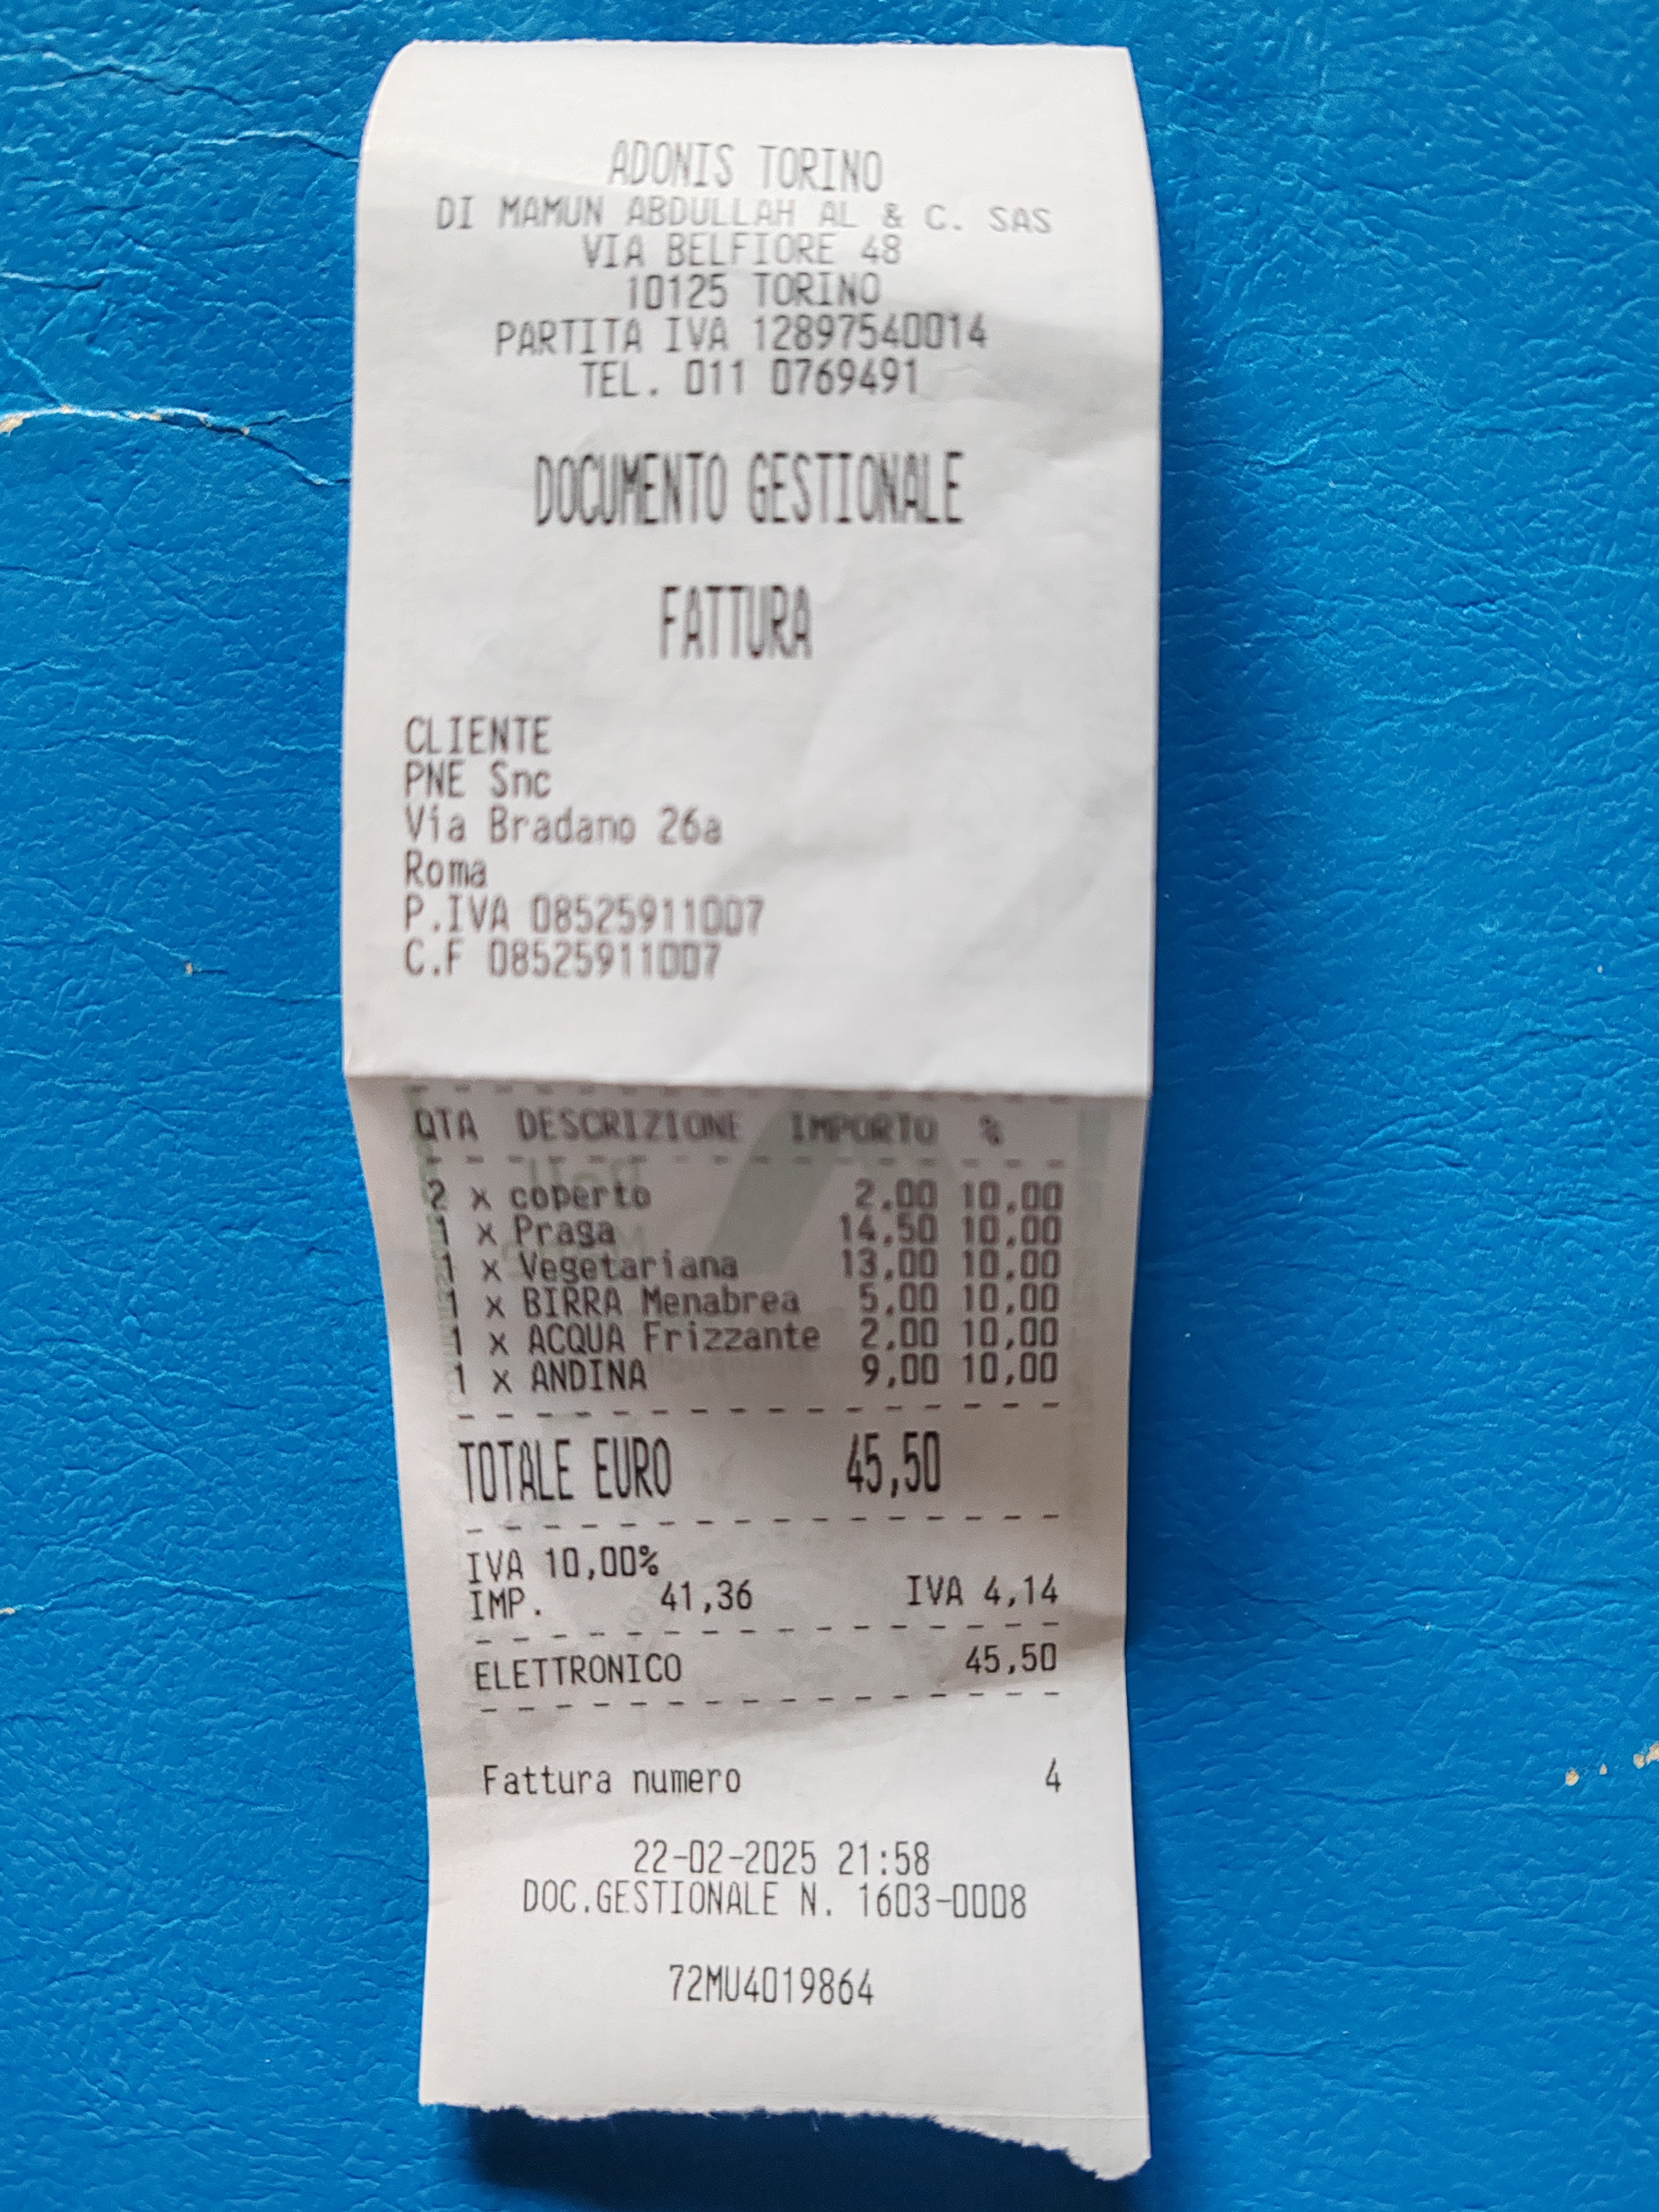 ADONIS TORINO
DI MAMUN ABDULLAH AL & C. SAS
VIA BELFIORE 48
10125 TORINO
PARTITA IVA 12897540014
TEL. 011 0769491
DOCUMENTO GESTIONALE
FATTURA
CLIENTE
PNE Snc
Via Bradano 26a
Roma
P.IVA 08525911007
C.F 08525911007
QTA DESCRIZIONE IMPORTO %
2 x coperto 2,00 10,00
1 x Praga 14,50 10,00
1 x Vegetariana 13,00 10,00
1 x BIRRA Menabrea 5,00 10,00
1 x ACQUA Frizzante 2,00 10,00
1 x ANDINA 9,00 10,00
TOTALE EURO 45,50
IVA 10,00%
IMP. 41,36 IVA 4,14
ELETTRONICO 45,50
Fattura numero 4
22-02-2025 21:58
DOC.GESTIONALE N. 1603-0008
72MU4019864